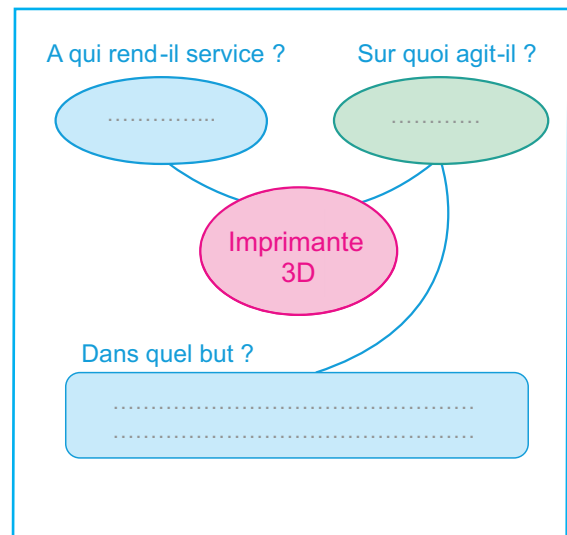 A qui rend-il service ?
Sur quoi agit-il ?
...............
............
Imprimante
3D
Dans quel but ?
..................................................
..................................................